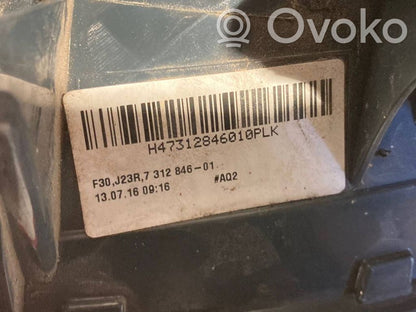 Ovoko
H47312846010PLK
F30,J23R,7 312 846-01
13.07.16 09:16 #AQ2